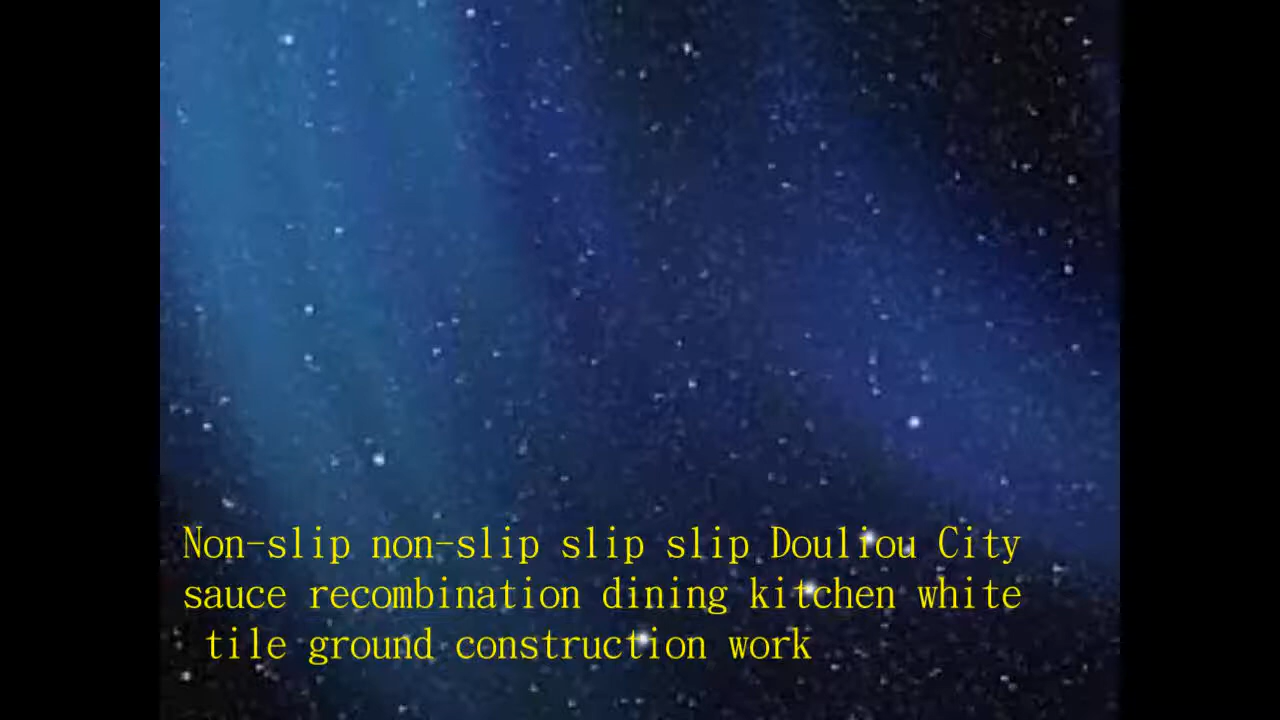 Non-slip non-slip slip slip Douliou City
sauce recombination dining kitchen white
tile ground construction work